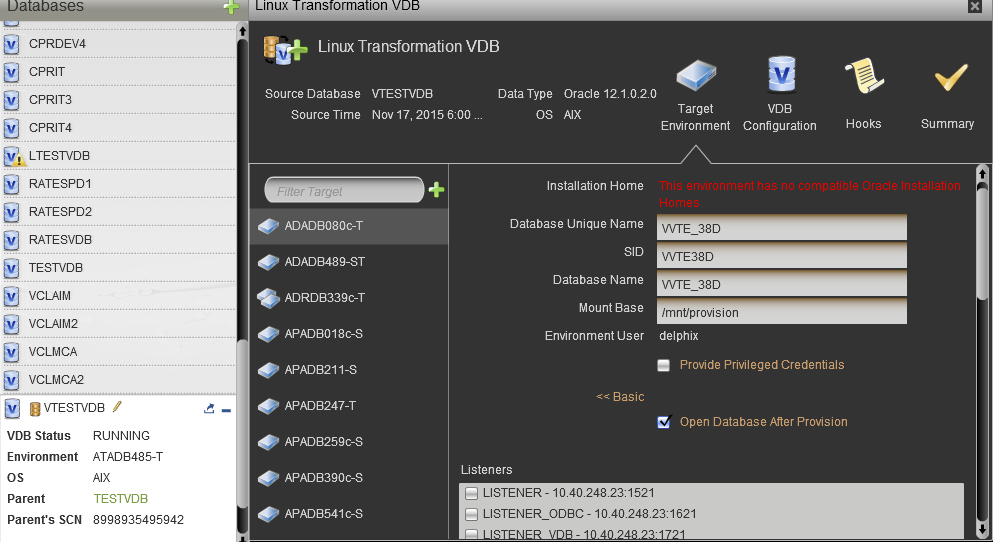 Databases
CPRDEV4
CPRIT
CPRIT3
CPRIT4
LTESTVDB
RATESPD1
RATESPD2
RATESVDB
TESTVDB
VCLAIM
VCLAIM2
VCLMCA
VCLMCA2
VTESTVDB
VDB Status RUNNING
Environment ATADB485-T
OS AIX
Parent TESTVDB
Parent's SCN 8998935495942
Linux Transformation VDB
Linux Transformation VDB
Source Database VTESTVDB Data Type Oracle 12.1.0.2.0
Source Time Nov 17, 2015 6:00 ... OS AIX
Target
Environment
VDB
Configuration
Hooks
Summary
Filter Target
ADADB080c-T
ADADB489-ST
ADRDB339c-T
APADB018c-S
APADB211-S
APADB247-T
APADB259c-S
APADB390c-S
APADB541c-S
Installation Home This environment has no compatible Oracle Installation
Homes
Database Unique Name VVTE_38D
SID VVTE38D
Database Name VVTE_38D
Mount Base /mnt/provision
Environment User delphix
Provide Privileged Credentials
<< Basic
Open Database After Provision
Listeners
LISTENER - 10.40.248.23:1521
LISTENER_ODBC - 10.40.248.23:1621
LISTENER_VDB - 10.40.248.23:1721